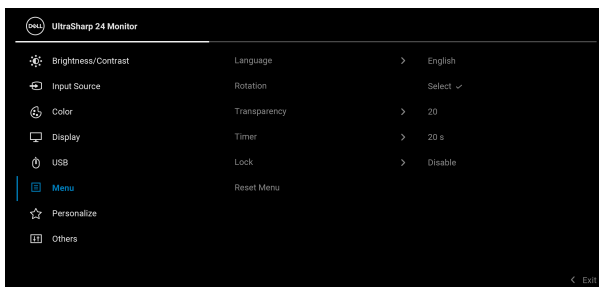 DELL UltraSharp 24 Monitor
Brightness/Contrast Language > English
Input Source Rotation Select ✓
Color Transparency > 20
Display Timer > 20 s
USB Lock > Disable
Menu Reset Menu
Personalize
Others
< Exit